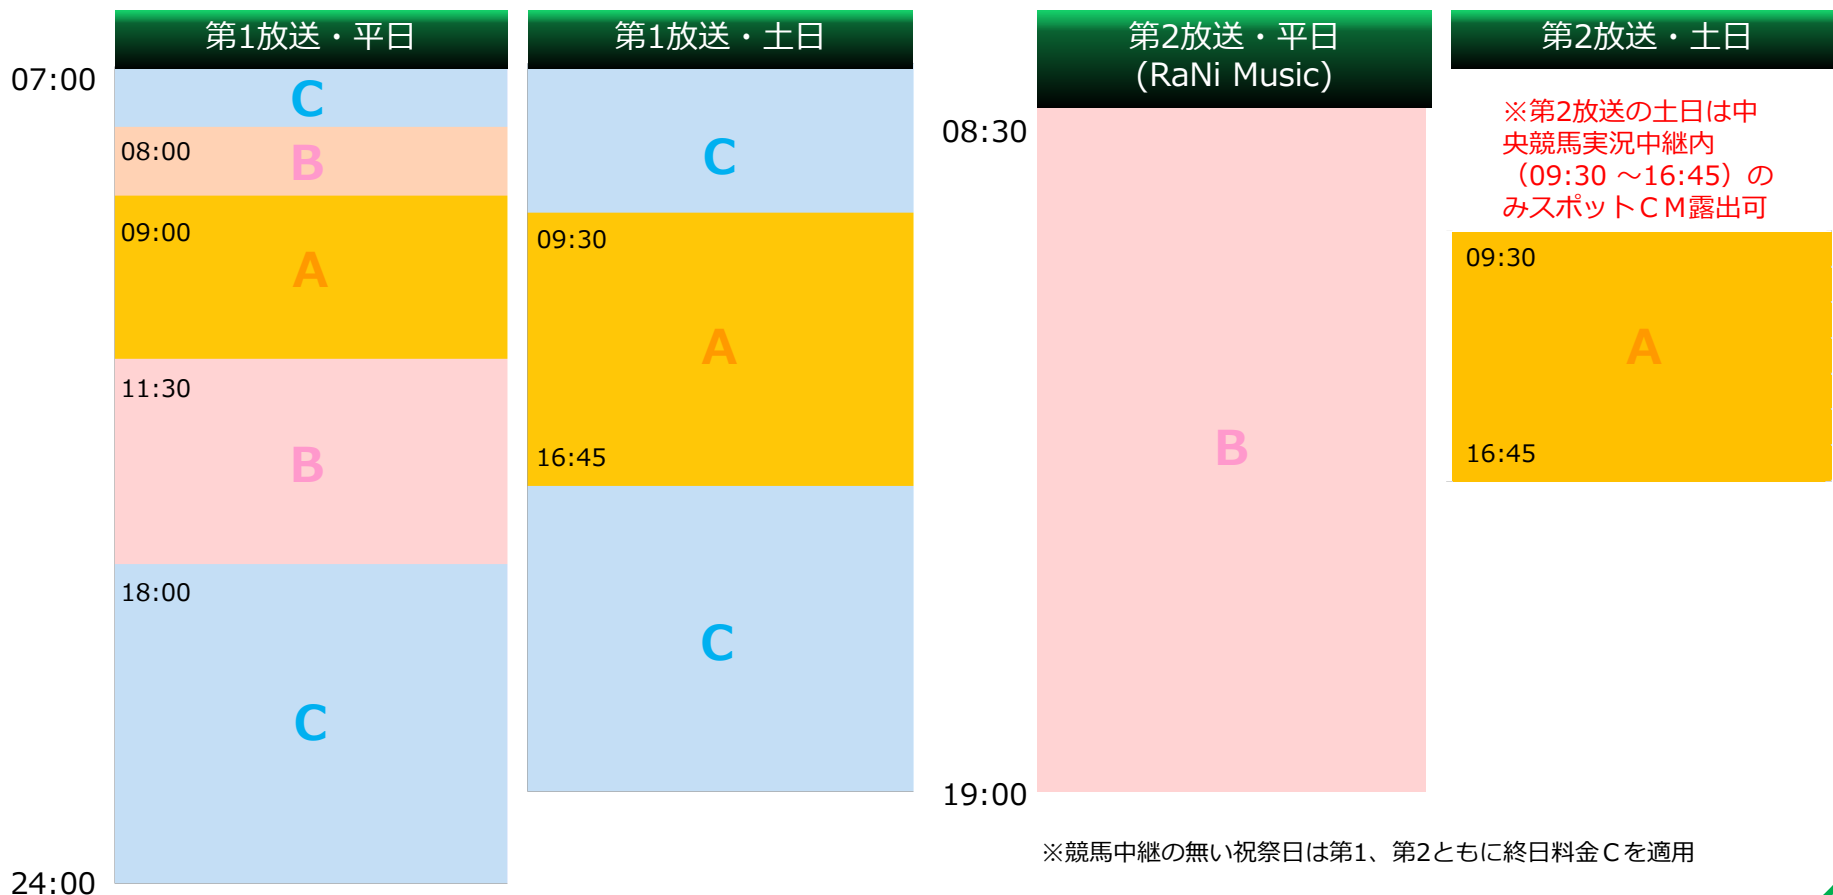 第1放送・平日
07:00
C
08:00
B
09:00
A
11:30
B
18:00
C
24:00
第1放送・土日
C
09:30
A
16:45
C
第2放送・平日
(RaNi Music)
08:30
B
19:00
第2放送・土日
※第2放送の土日は中
央競馬実況中継内
（09:30 ～16:45）の
みスポットＣＭ露出可
09:30
A
16:45
※競馬中継の無い祝祭日は第1、第2ともに終日料金Ｃを適用